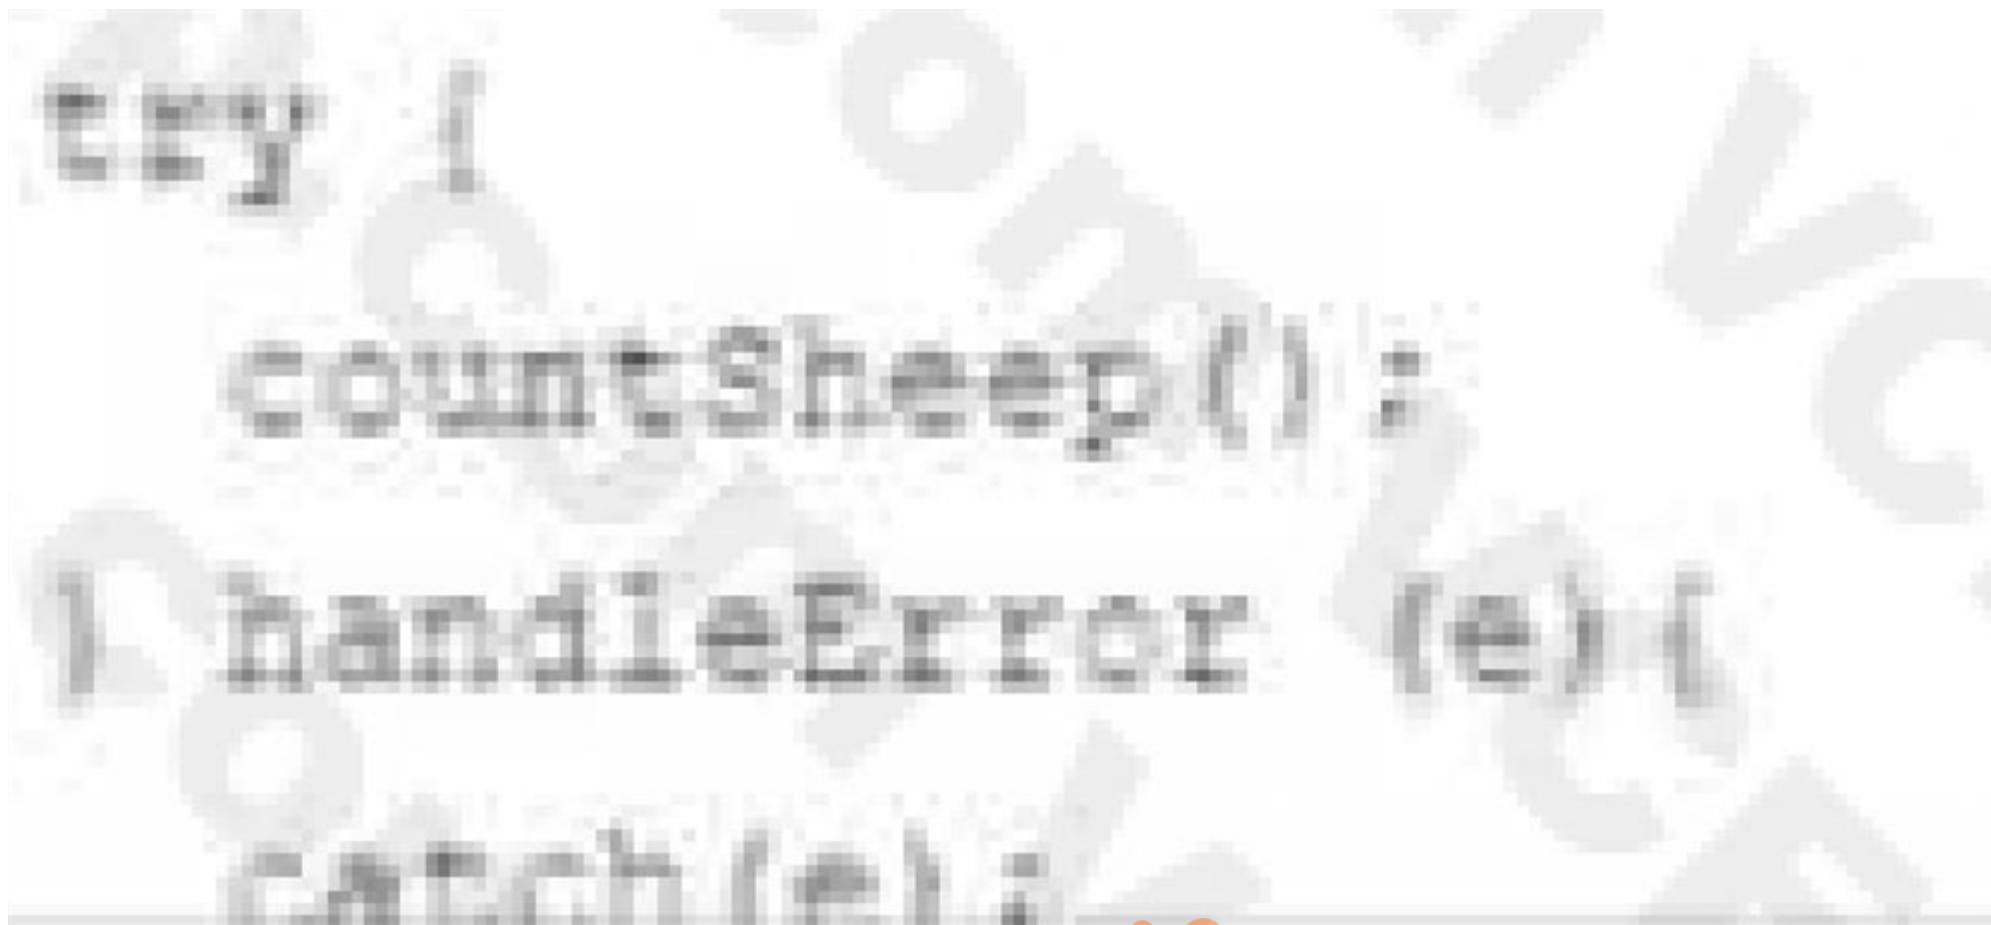 try {
countSheep();
} handleError (e){
catch(e);